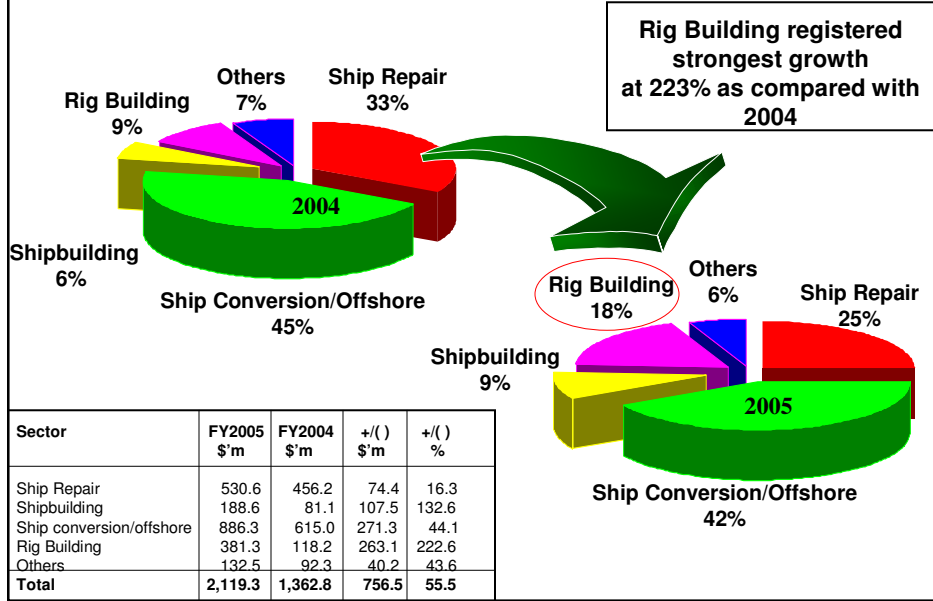 Rig Building registered
strongest growth
at 223% as compared with
2004
Others
7%
Ship Repair
33%
Rig Building
9%
2004
Shipbuilding
6%
Ship Conversion/Offshore
45%
Rig Building
18%
Others
6%
Ship Repair
25%
Shipbuilding
9%
2005
Ship Conversion/Offshore
42%
Sector FY2005 FY2004 +/( ) +/( )
$'m $'m $'m %
Ship Repair 530.6 456.2 74.4 16.3
Shipbuilding 188.6 81.1 107.5 132.6
Ship conversion/offshore 886.3 615.0 271.3 44.1
Rig Building 381.3 118.2 263.1 222.6
Others 132.5 92.3 40.2 43.6
Total 2,119.3 1,362.8 756.5 55.5